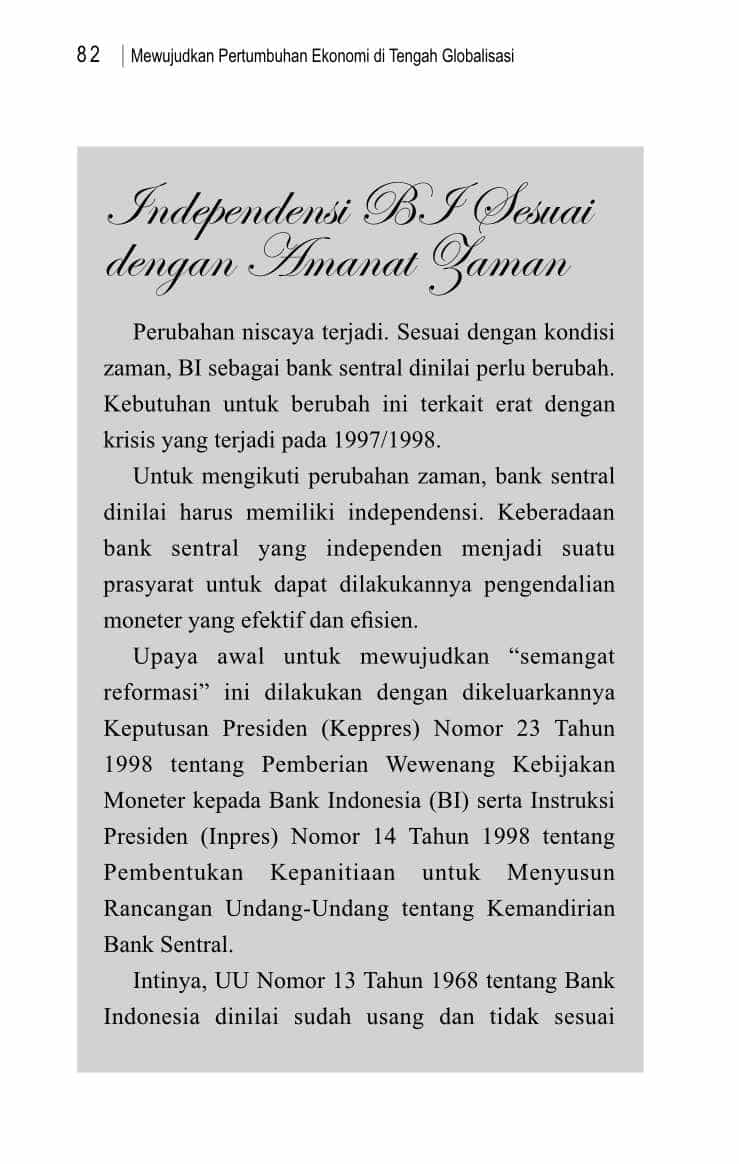 82 | Mewujudkan Pertumbuhan Ekonomi di Tengah Globalisasi
Independensi BI Sesuai
dengan Amanat Zaman
Perubahan niscaya terjadi. Sesuai dengan kondisi
zaman, BI sebagai bank sentral dinilai perlu berubah.
Kebutuhan untuk berubah ini terkait erat dengan
krisis yang terjadi pada 1997/1998.
Untuk mengikuti perubahan zaman, bank sentral
dinilai harus memiliki independensi. Keberadaan
bank sentral yang independen menjadi suatu
prasyarat untuk dapat dilakukannya pengendalian
moneter yang efektif dan efisien.
Upaya awal untuk mewujudkan “semangat
reformasi” ini dilakukan dengan dikeluarkannya
Keputusan Presiden (Keppres) Nomor 23 Tahun
1998 tentang Pemberian Wewenang Kebijakan
Moneter kepada Bank Indonesia (BI) serta Instruksi
Presiden (Inpres) Nomor 14 Tahun 1998 tentang
Pembentukan Kepanitiaan untuk Menyusun
Rancangan Undang-Undang tentang Kemandirian
Bank Sentral.
Intinya, UU Nomor 13 Tahun 1968 tentang Bank
Indonesia dinilai sudah usang dan tidak sesuai